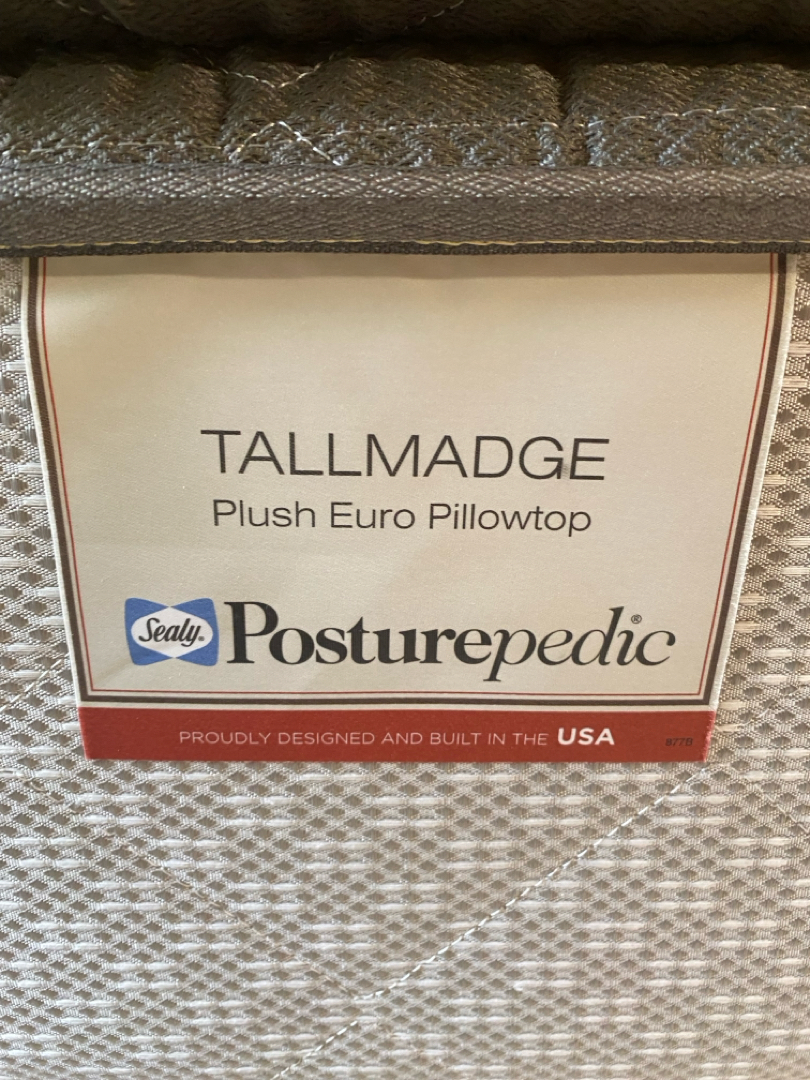 TALLMADGE
Plush Euro Pillowtop
Sealy® Posturepedic®
PROUDLY DESIGNED AND BUILT IN THE USA